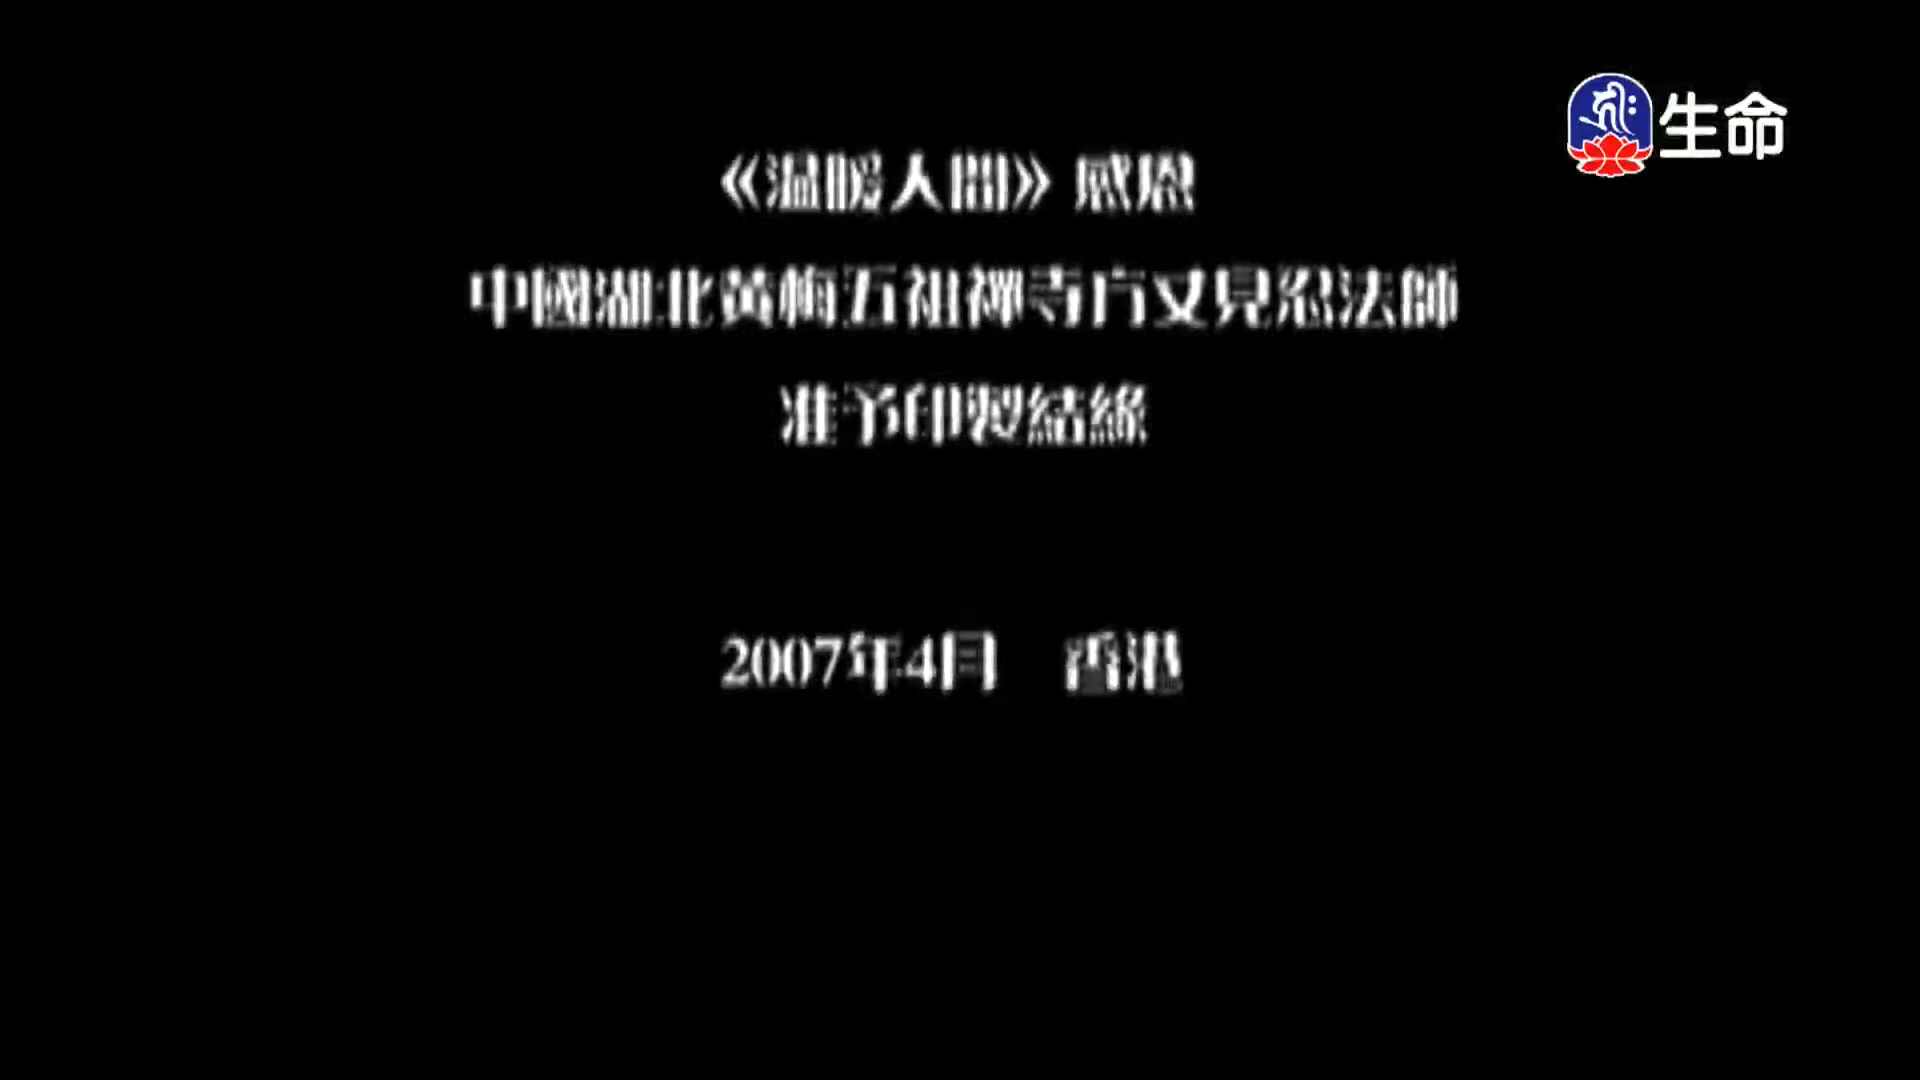 生命
《溫暖人間》感恩
中國湖北黃梅五祖禪寺方丈見忍法師
准予印製結緣
2007年4月 香港